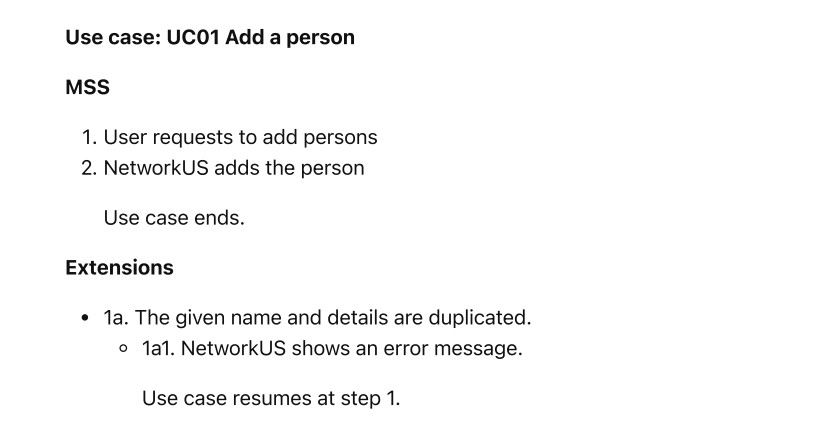 Use case: UC01 Add a person
MSS
1. User requests to add persons
2. NetworkUS adds the person
Use case ends.
Extensions
• 1a. The given name and details are duplicated.
◦ 1a1. NetworkUS shows an error message.
Use case resumes at step 1.